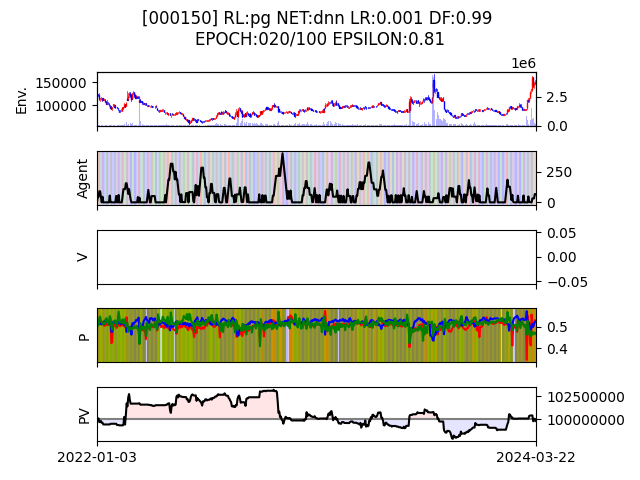 [000150] RL:pg NET:dnn LR:0.001 DF:0.99
EPOCH:020/100 EPSILON:0.81
1e6
Env.
150000
100000
2.5
0.0
Agent
250
0
V
0.05
0.00
−0.05
P
0.5
0.4
PV
102500000
100000000
2022-01-03
2024-03-22